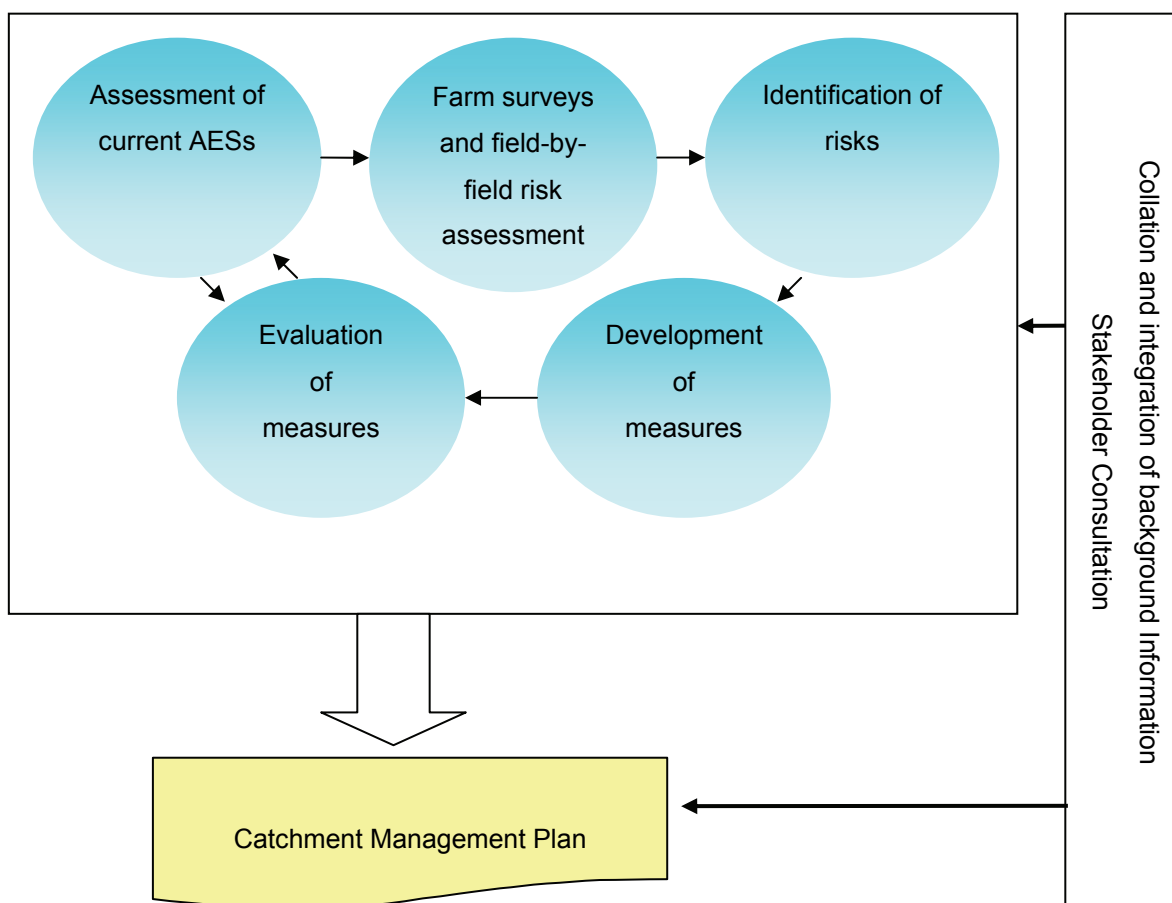 Assessment of
current AESs
Farm surveys
and field-by-
field risk
assessment
Identification of
risks
Evaluation
of
measures
Development
of
measures
Collation and integration of background Information
Stakeholder Consultation
Catchment Management Plan